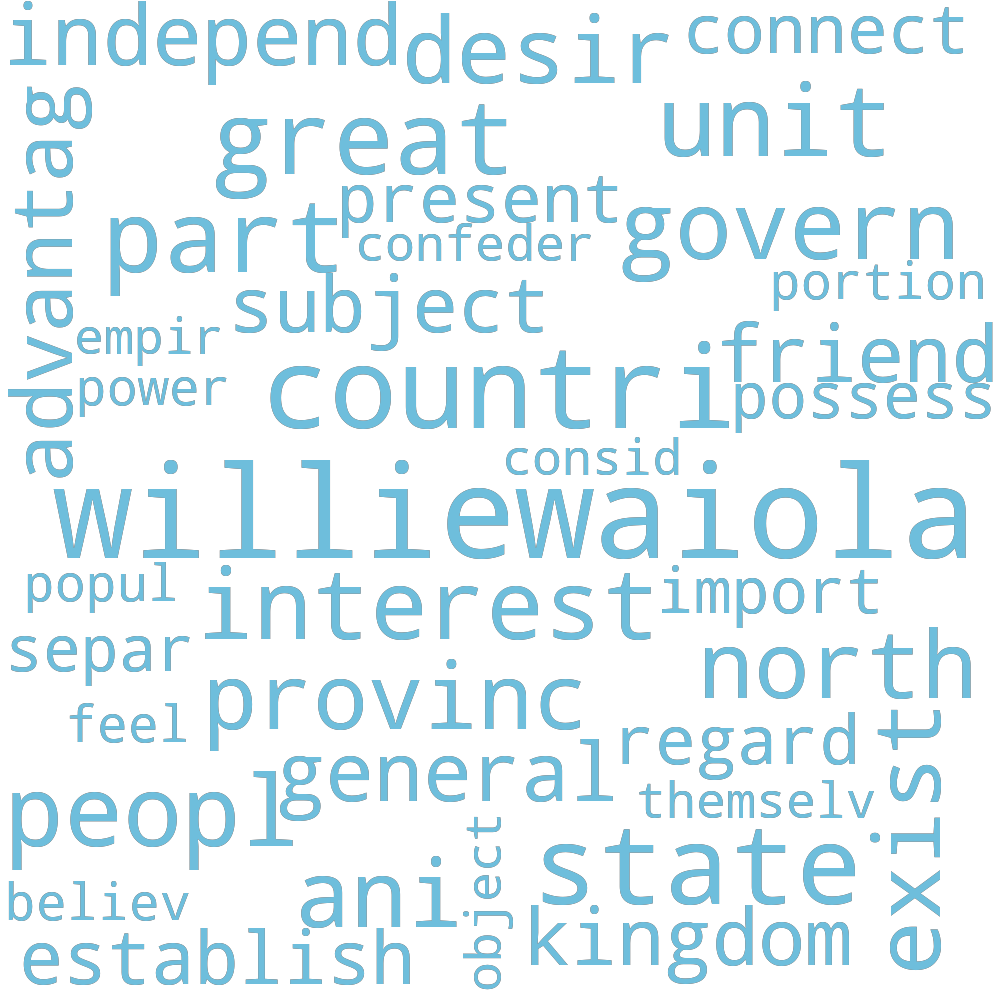 independ
desir
connect
advantag
great
unit
present
part
govern
confeder
portion
subject
empir
friend
power
countri
possess
consid
williewaiola
popul
interest
import
separ
north
provinc
feel
regard
exist
general
peopl
themselv
object
state
believ
ani
kingdom
establish